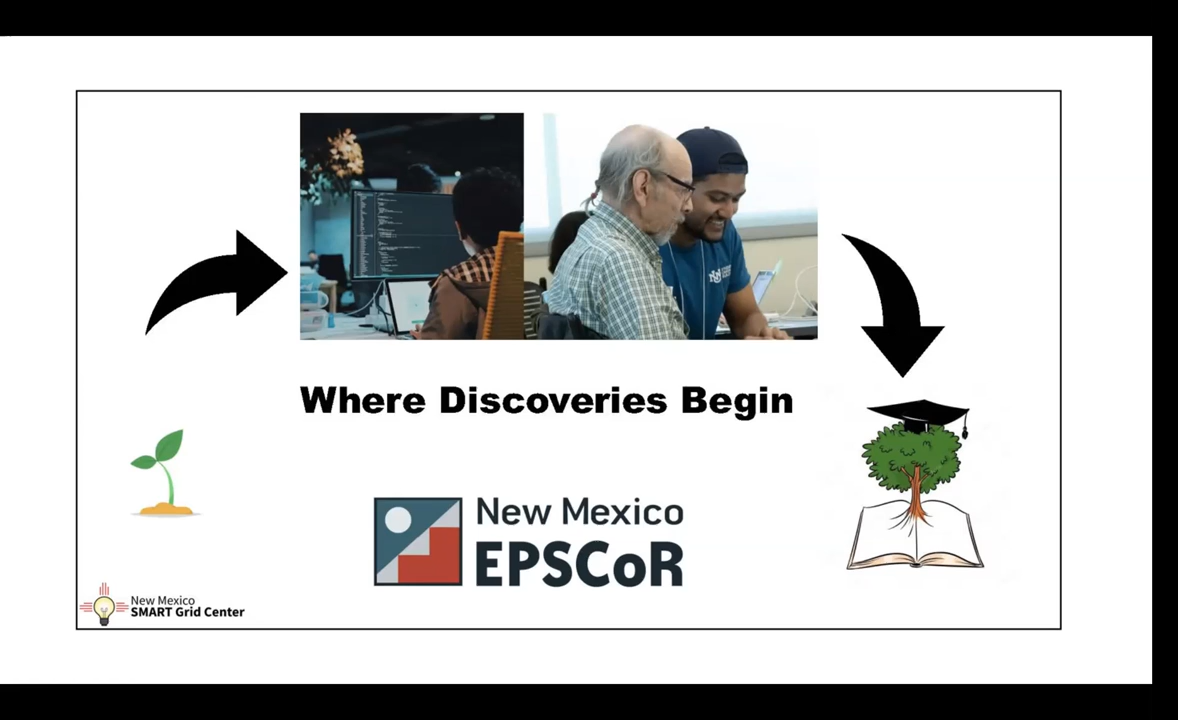 Where Discoveries Begin
New Mexico
EPSCoR
New Mexico
SMART Grid Center